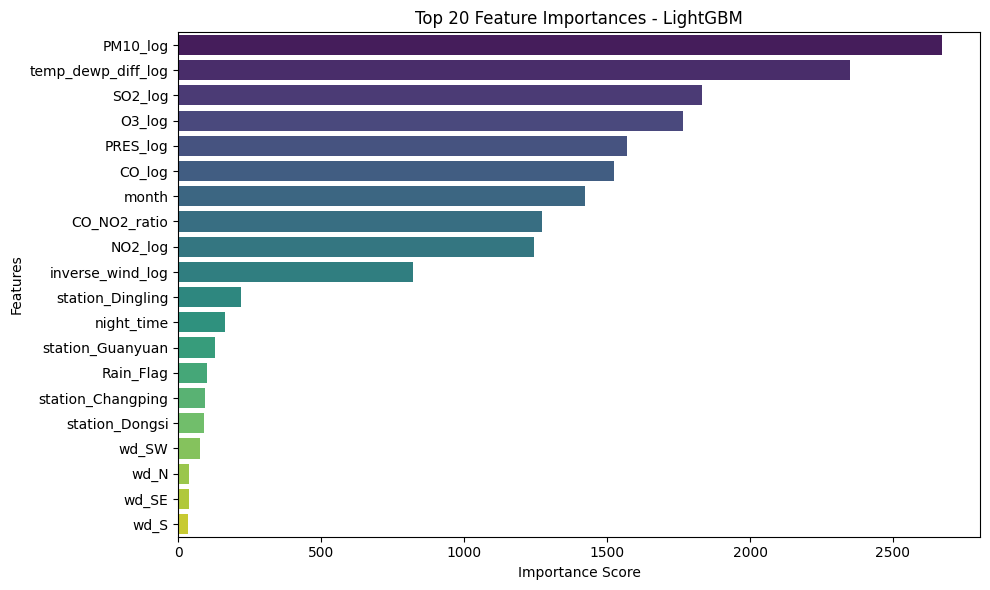 Top 20 Feature Importances - LightGBM
Features
PM10_log
temp_dewp_diff_log
SO2_log
O3_log
PRES_log
CO_log
month
CO_NO2_ratio
NO2_log
inverse_wind_log
station_Dingling
night_time
station_Guanyuan
Rain_Flag
station_Changping
station_Dongsi
wd_SW
wd_N
wd_SE
wd_S
0 500 1000 1500 2000 2500
Importance Score